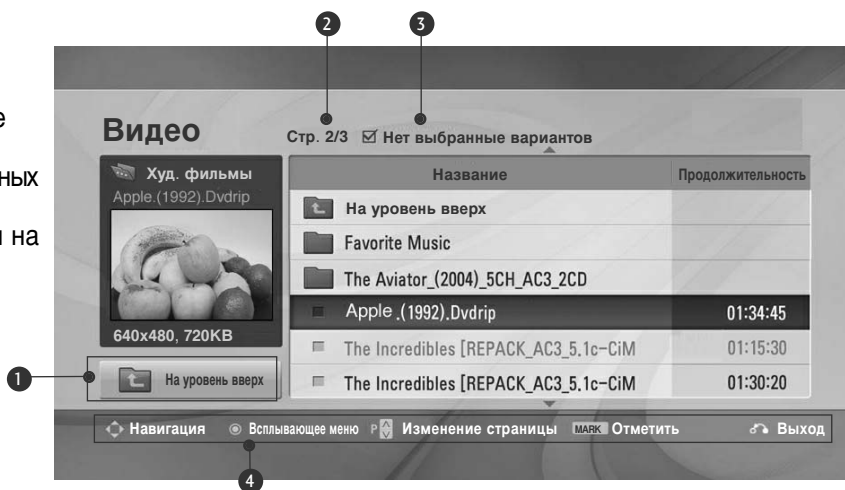 2
3
е
ных
на
Видео
Стр. 2/3 Нет выбранные вариантов
Худ. фильмы
Apple.(1992).Dvdrip
640x480, 720KB
На уровень вверх
Название Продолжительность
На уровень вверх
Favorite Music
The Aviator_(2004)_5CH_AC3_2CD
Apple .(1992).Dvdrip 01:34:45
The Incredibles [REPACK_AC3_5.1c-CiM 01:15:30
The Incredibles [REPACK_AC3_5.1c-CiM 01:30:20
1
Навигация Всплывающее меню P Изменение страницы MARK Отметить Выход
4